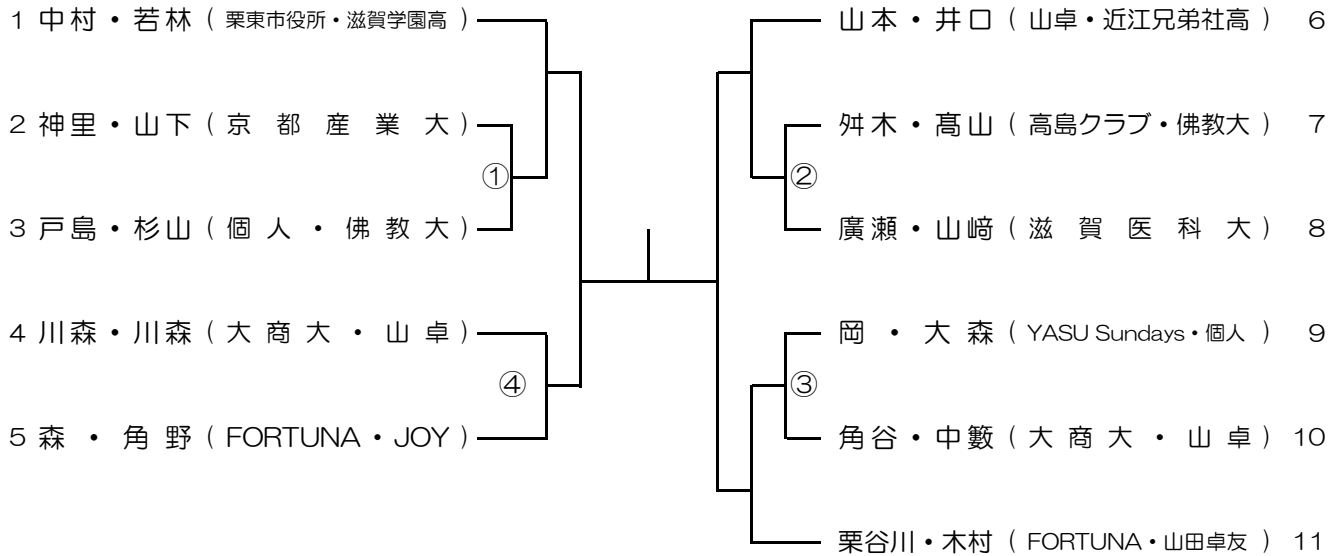 1 中村・若林 ( 栗東市役所・滋賀学園高 )
2 神里・山下 ( 京都産業大 )
①
3 戸島・杉山 ( 個人・佛教大 )
4 川森・川森 ( 大商大・山卓 )
④
5 森・角野 ( FORTUNA・JOY )
山本・井口 ( 山卓・近江兄弟社高 ) 6
舛木・髙山 ( 高島クラブ・佛教大 ) 7
②
廣瀬・山﨑 ( 滋賀医科大 ) 8
岡・大森 ( YASU Sundays・個人 ) 9
③
角谷・中籔 ( 大商大・山卓 ) 10
栗谷川・木村 ( FORTUNA・山田卓友 ) 11